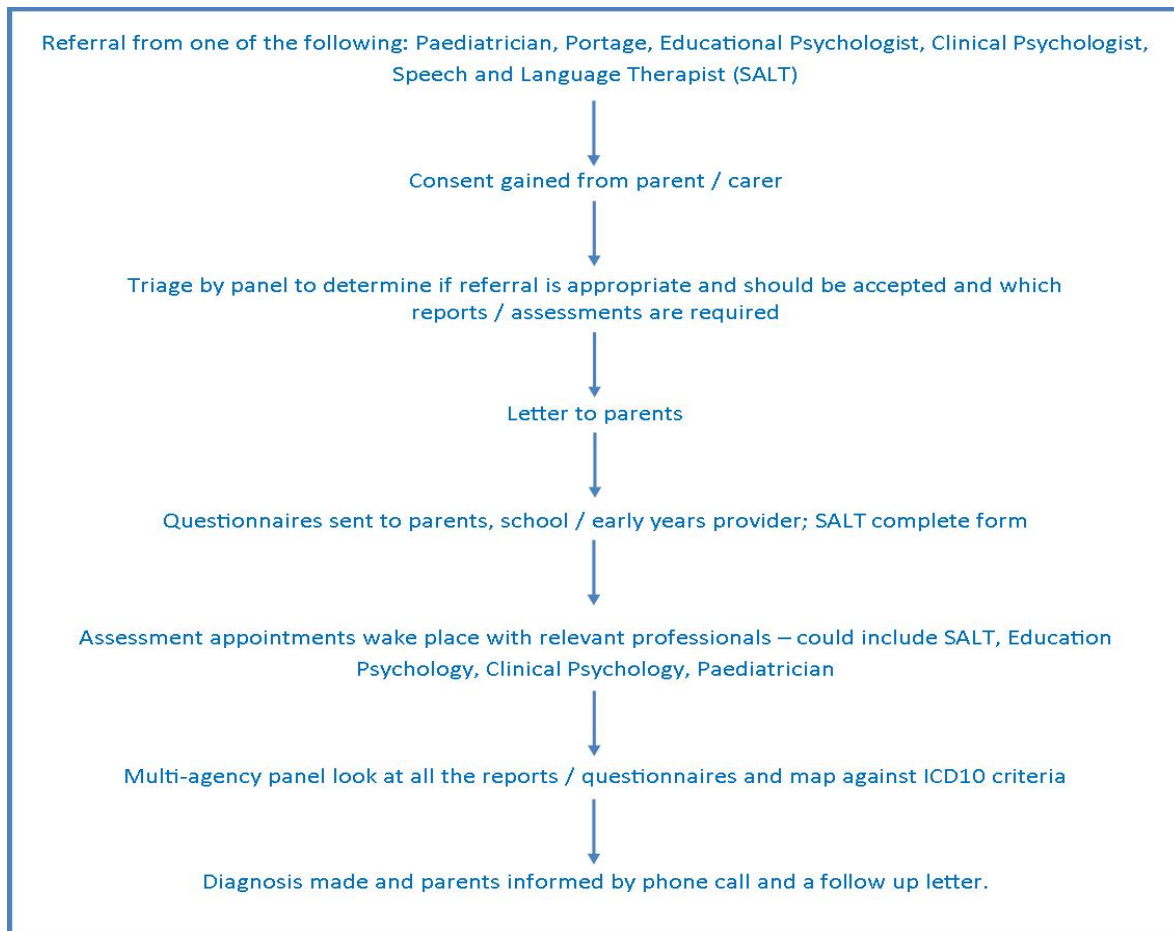 Referral from one of the following: Paediatrician, Portage, Educational Psychologist, Clinical Psychologist,
Speech and Language Therapist (SALT)
Consent gained from parent / carer
Triage by panel to determine if referral is appropriate and should be accepted and which
reports / assessments are required
Letter to parents
Questionnaires sent to parents, school / early years provider; SALT complete form
Assessment appointments wake place with relevant professionals – could include SALT, Education
Psychology, Clinical Psychology, Paediatrician
Multi-agency panel look at all the reports / questionnaires and map against ICD10 criteria
Diagnosis made and parents informed by phone call and a follow up letter.